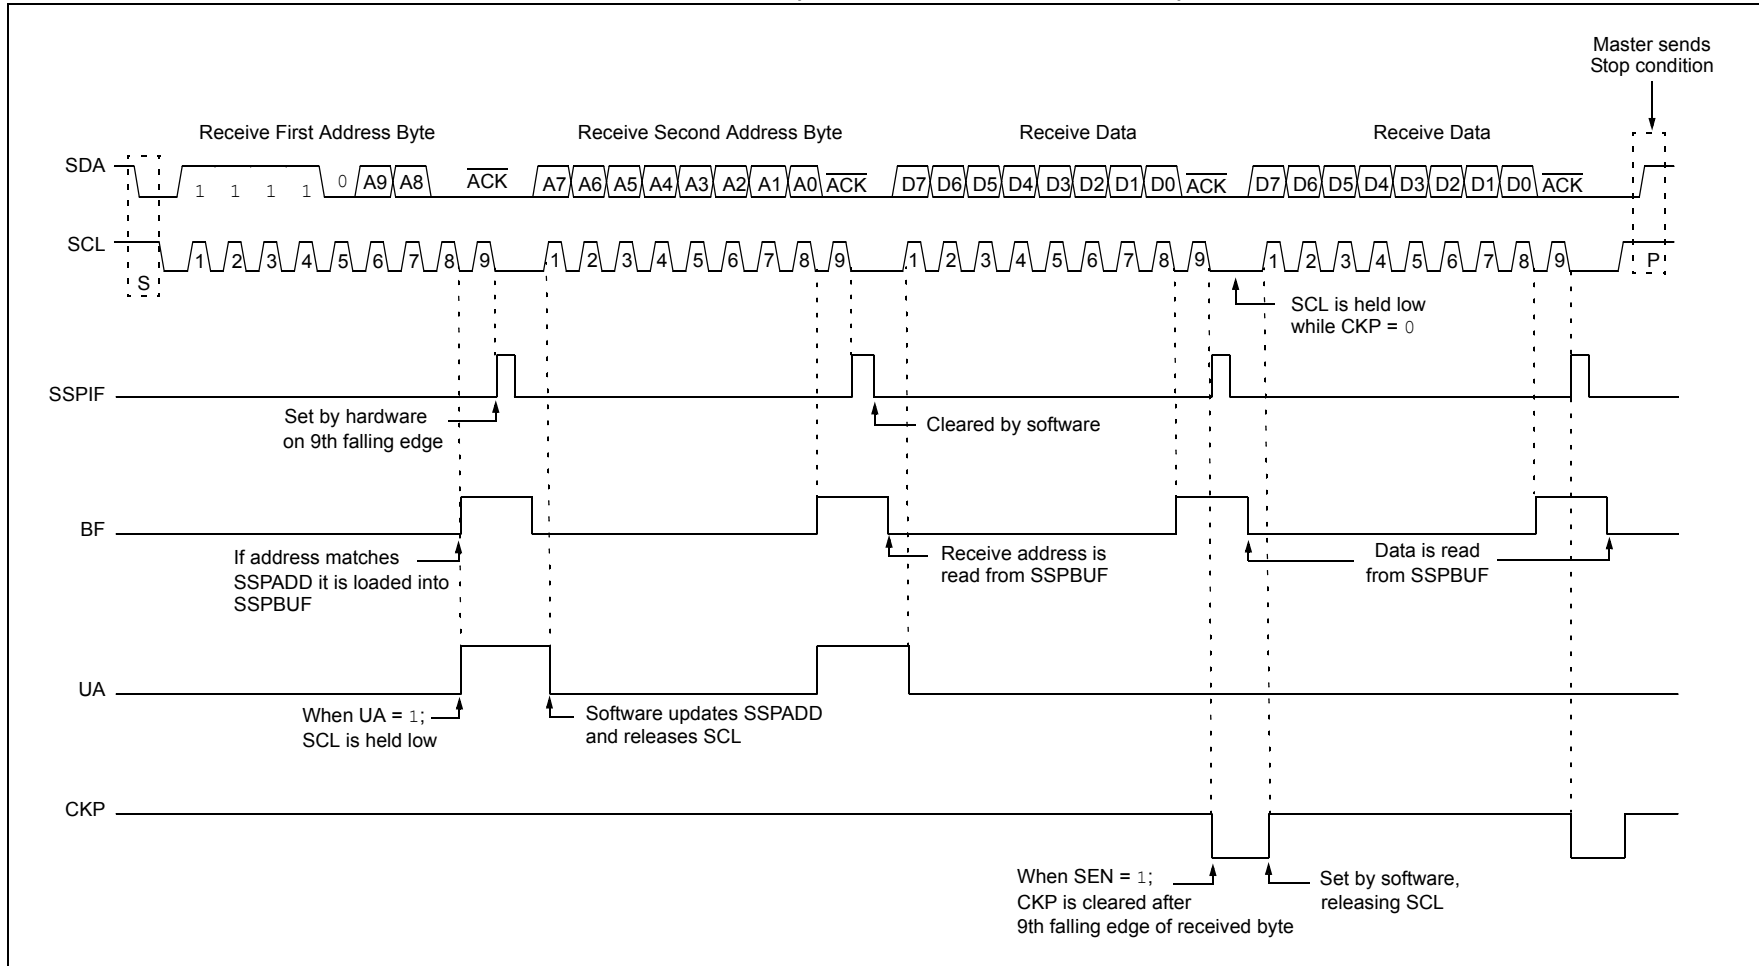 Master sends
Stop condition
Receive First Address Byte
Receive Second Address Byte
Receive Data
Receive Data
SDA
1 1 1 1 0 A9 A8 ACK A7 A6 A5 A4 A3 A2 A1 A0 ACK D7 D6 D5 D4 D3 D2 D1 D0 ACK D7 D6 D5 D4 D3 D2 D1 D0 ACK
SCL
S 1 2 3 4 5 6 7 8 9 1 2 3 4 5 6 7 8 9 1 2 3 4 5 6 7 8 9 1 2 3 4 5 6 7 8 9 P
SCL is held low
while CKP = 0
SSPIF
Set by hardware
on 9th falling edge
Cleared by software
BF
If address matches
SSPADD it is loaded into
SSPBUF
Receive address is
read from SSPBUF
Data is read
from SSPBUF
UA
When UA = 1;
SCL is held low
Software updates SSPADD
and releases SCL
CKP
When SEN = 1;
CKP is cleared after
9th falling edge of received byte
Set by software,
releasing SCL